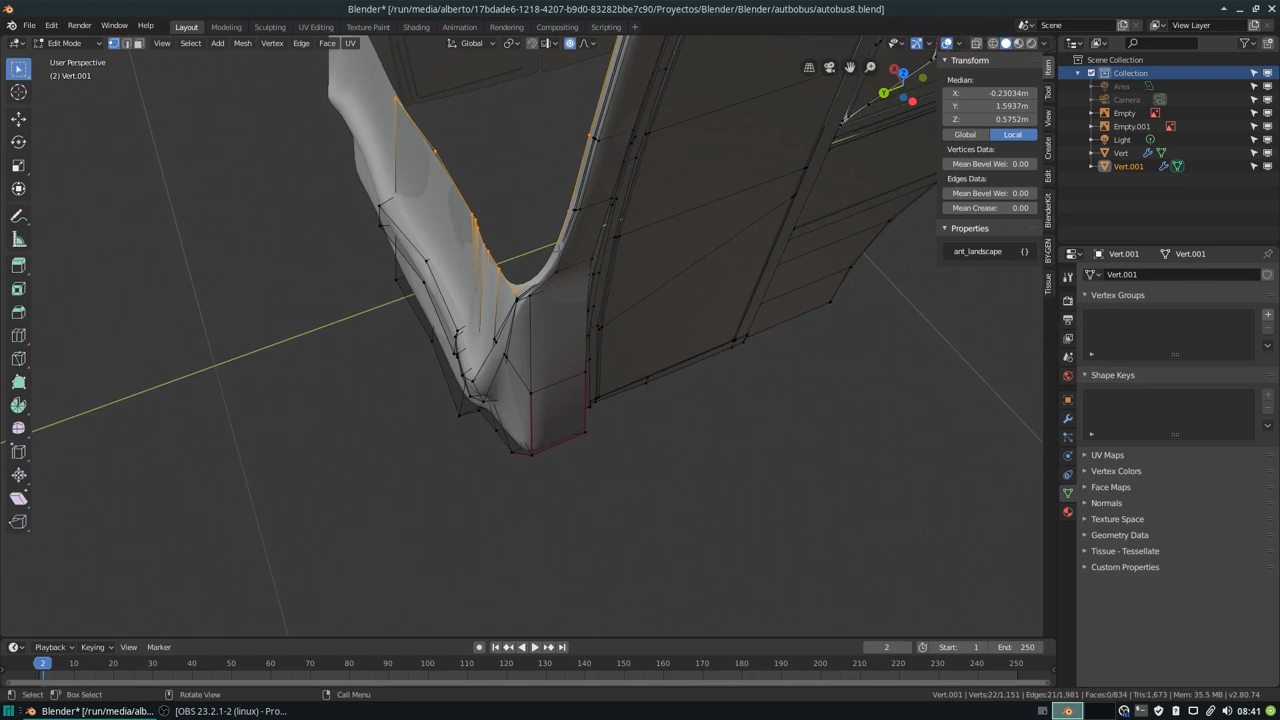 Blender* [/run/media/alberto/17bdade6-1218-4207-b9d0-83282bbe7c90/Proyectos/Blender/Blender/autbobus/autobus8.blend]
File Edit Render Window Help Layout Modeling Sculpting UV Editing Texture Paint Shading Animation Rendering Compositing Scripting Scene View Layer
Edit Mode View Select Add Mesh Vertex Edge Face UV Global
User Perspective
(2) Vert.001
Transform
Median:
X: -0.23034m
Y: 1.5937m
Z: 0.5752m
Global Local
Vertices Data:
Mean Bevel Wei: 0.00
Edges Data:
Mean Bevel Wei: 0.00
Mean Crease: 0.00
Properties
ant_landscape {}
Item
Tool
View
Create
Edit
BlenderKit
BY-GEN
Tissue
Scene Collection
Collection
Area
Camera
Empty
Empty.001
Light
Vert
Vert.001
Vert.001 Vert.001
Vert.001
Vertex Groups
Shape Keys
UV Maps
Vertex Colors
Face Maps
Normals
Texture Space
Geometry Data
Tissue - Tessellate
Custom Properties
Playback Keying View Marker 2 Start: 1 End: 250
2 10 20 30 40 50 60 70 80 90 100 110 120 130 140 150 160 170 180 190 200 210 220 230 240 250
Select Box Select Rotate View Call Menu Vert.001 | Verts:22/1,151 | Edges:21/1,981 | Faces:0/834 | Tris:1,673 | Mem: 35.5 MB | v2.80.74
Blender* [/run/media/alb... [OBS 23.2.1-2 (linux) - Pro... 08:41